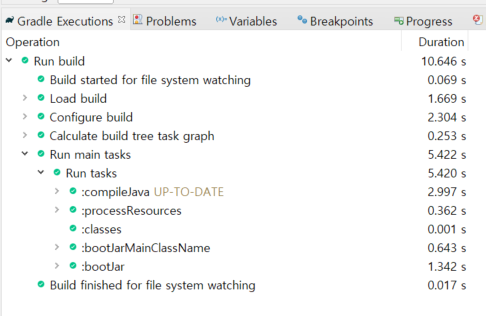 Gradle Executions Problems Variables Breakpoints Progress
Operation Duration
Run build 10.646 s
Build started for file system watching 0.069 s
Load build 1.669 s
Configure build 2.304 s
Calculate build tree task graph 0.253 s
Run main tasks 5.422 s
Run tasks 5.420 s
:compileJava UP-TO-DATE 2.997 s
:processResources 0.362 s
:classes 0.001 s
:bootJarMainClassName 0.643 s
:bootJar 1.342 s
Build finished for file system watching 0.017 s